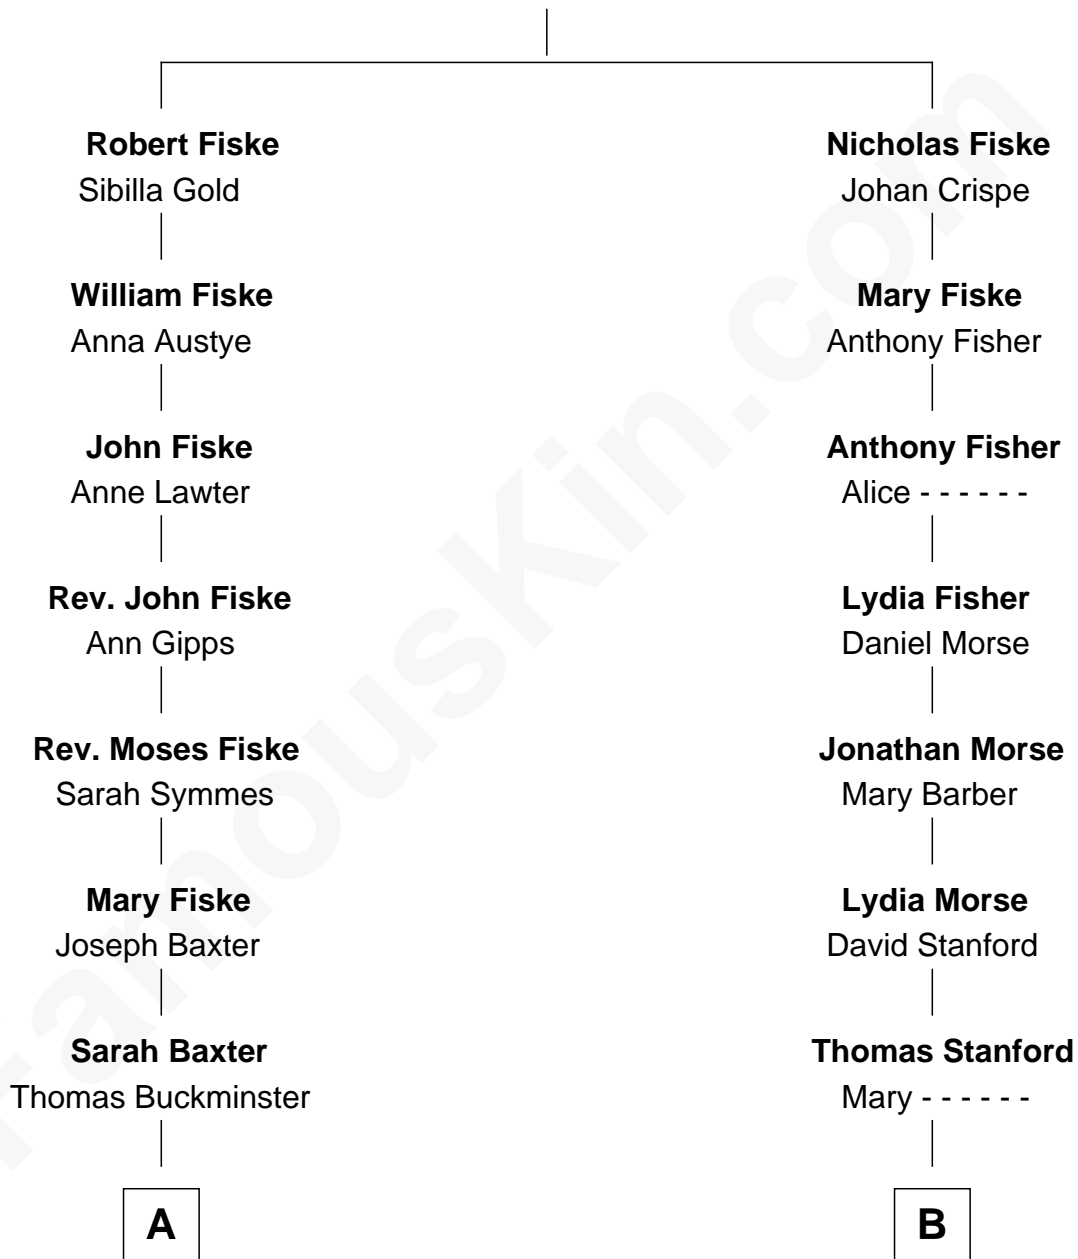 Robert Fiske
Sibilla Gold
William Fiske
Anna Austye
John Fiske
Anne Lawter
Rev. John Fiske
Ann Gipps
Rev. Moses Fiske
Sarah Symmes
Mary Fiske
Joseph Baxter
Sarah Baxter
Thomas Buckminster
A
Nicholas Fiske
Johan Crispe
Mary Fiske
Anthony Fisher
Anthony Fisher
Alice - - - - - -
Lydia Fisher
Daniel Morse
Jonathan Morse
Mary Barber
Lydia Morse
David Stanford
Thomas Stanford
Mary - - - - - -
B
FamousKin.com